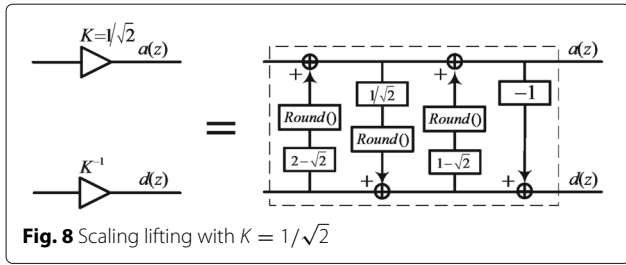 K=1/√2
a(z)
K⁻¹
d(z)
=
+
Round()
2−√2
1/√2
Round()
+
+
Round()
1−√2
−1
+
a(z)
d(z)
Fig. 8 Scaling lifting with K = 1/√2